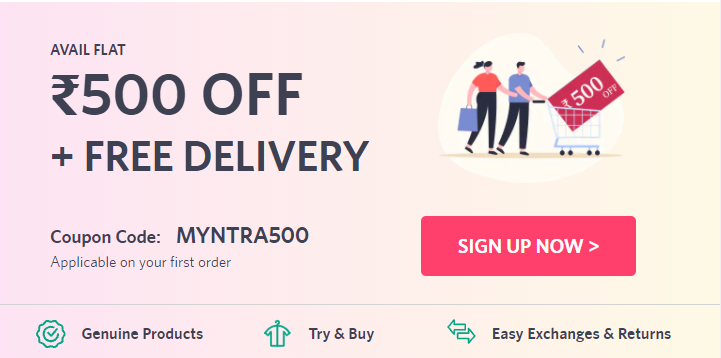 AVAIL FLAT
₹500 OFF
+ FREE DELIVERY
₹ 500 OFF
Coupon Code: MYNTRA500
Applicable on your first order
SIGN UP NOW >
Genuine Products
Try & Buy
Easy Exchanges & Returns